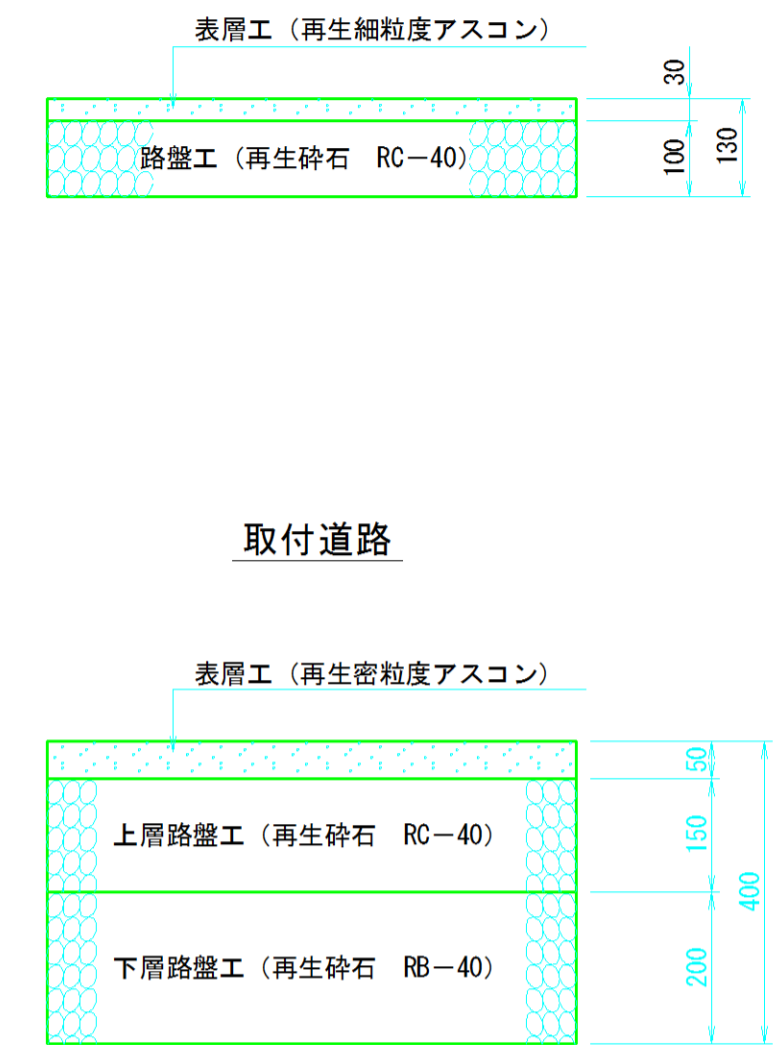 表層工（再生細粒度アスコン）
30
路盤工（再生砕石　RC－40）
100
130
取付道路
表層工（再生密粒度アスコン）
50
上層路盤工（再生砕石　RC－40）
150
400
下層路盤工（再生砕石　RB－40）
200